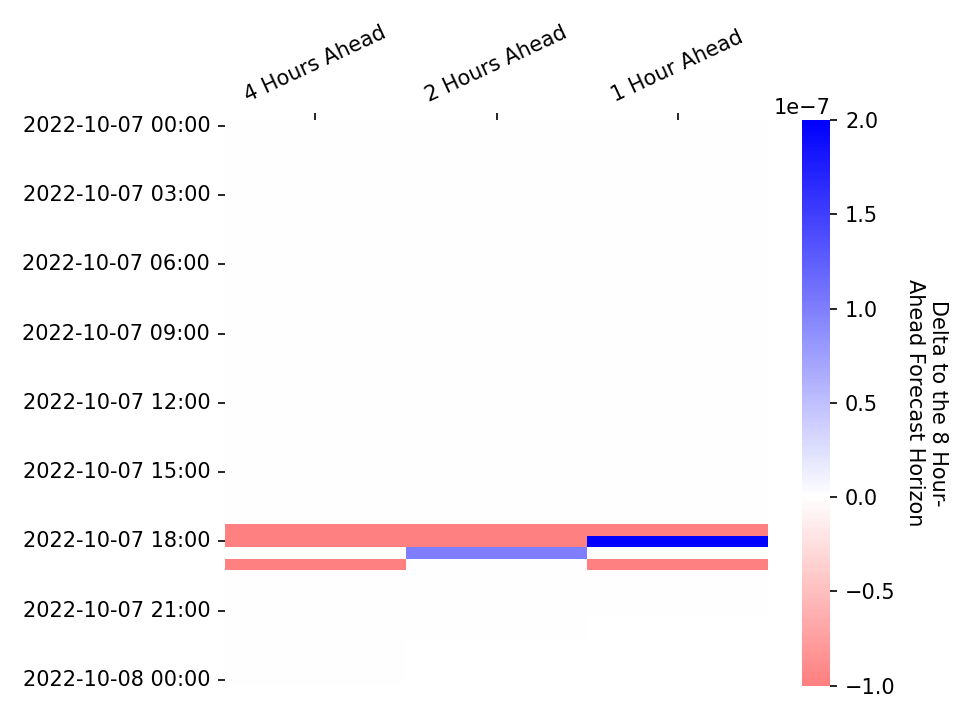 4 Hours Ahead
2 Hours Ahead
1 Hour Ahead
1e−7
2022-10-07 00:00
2022-10-07 03:00
2022-10-07 06:00
2022-10-07 09:00
2022-10-07 12:00
2022-10-07 15:00
2022-10-07 18:00
2022-10-07 21:00
2022-10-08 00:00
2.0
1.5
1.0
0.5
0.0
−0.5
−1.0
Delta to the 8 Hour-
Ahead Forecast Horizon